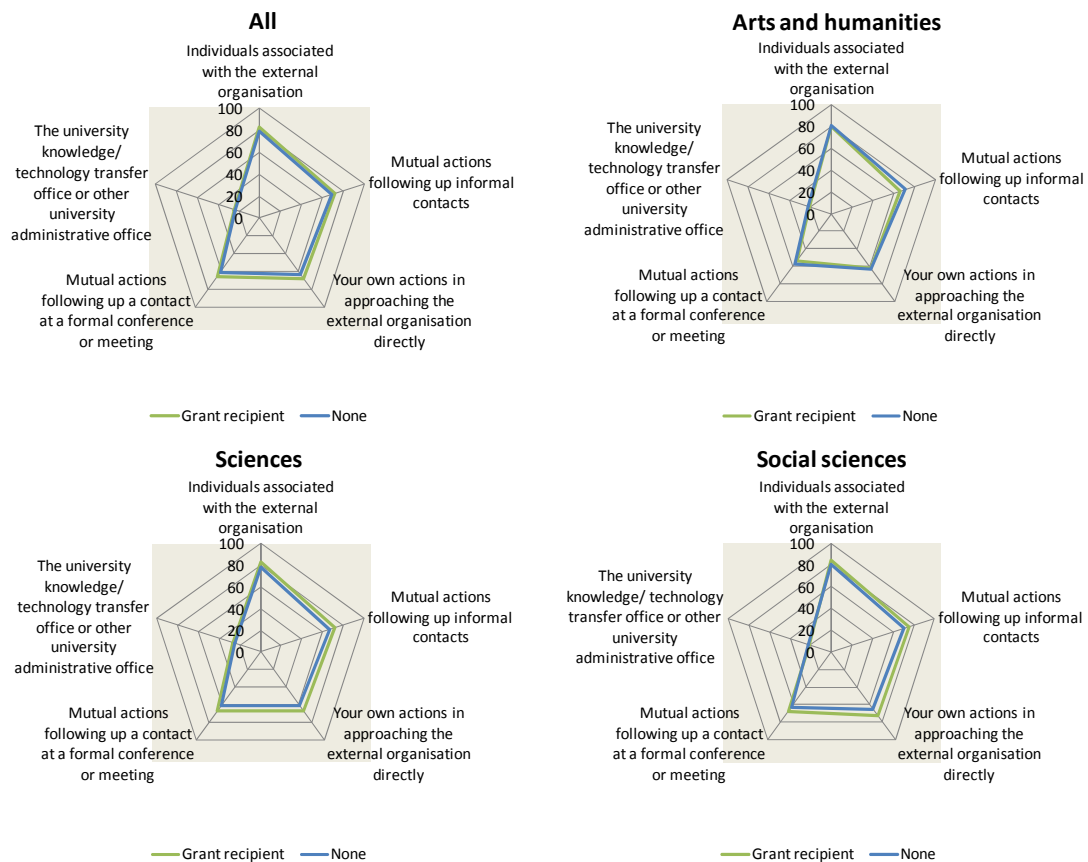 All
Individuals associated
with the external
organisation
100
80
60
40
20
0
Mutual actions
following up informal
contacts
Your own actions in
approaching the
external organisation
directly
Mutual actions
following up a contact
at a formal conference
or meeting
The university
knowledge/
technology transfer
office or other
university
administrative office
Grant recipient
None
Arts and humanities
Individuals associated
with the external
organisation
100
80
60
40
20
0
Mutual actions
following up informal
contacts
Your own actions in
approaching the
external organisation
directly
Mutual actions
following up a contact
at a formal conference
or meeting
The university
knowledge/
technology transfer
office or other
university
administrative office
Grant recipient
None
Sciences
Individuals associated
with the external
organisation
100
80
60
40
20
0
Mutual actions
following up informal
contacts
Your own actions in
approaching the
external organisation
directly
Mutual actions
following up a contact
at a formal conference
or meeting
The university
knowledge/
technology transfer
office or other
university
administrative office
Grant recipient
None
Social sciences
Individuals associated
with the external
organisation
100
80
60
40
20
0
Mutual actions
following up informal
contacts
Your own actions in
approaching the
external organisation
directly
Mutual actions
following up a contact
at a formal conference
or meeting
The university
knowledge/ technology
transfer office or other
university
administrative office
Grant recipient
None